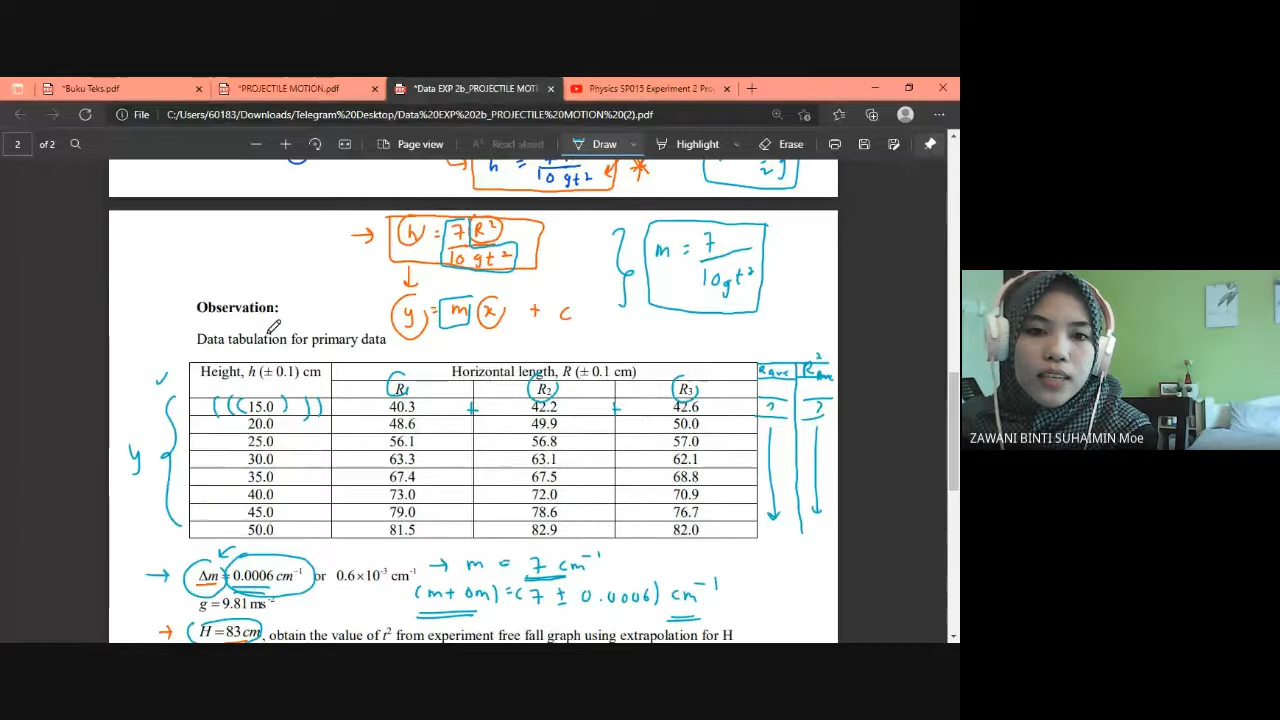 *Buku Teks.pdf
*PROJECTILE MOTION.pdf
*Data EXP 2b_PROJECTILE MOTI
Physics SP015 Experiment 2 Pro
File C:/Users/60183/Downloads/Telegram%20Desktop/Data%20EXP%202b_PROJECTILE%20MOTION%20(2).pdf
2 of 2 Page view Read aloud Draw Highlight Erase
h = 10 gt² *
→ h = 7 R² / 10 gt²
m = 7 / 10gt²
y = m x + c
Observation:
Data tabulation for primary data
Height, h (± 0.1) cm Horizontal length, R (± 0.1 cm) Rave R²ave
R1 R2 R3
(((15.0))) 40.3 + 42.2 + 42.6 ? ?
20.0 48.6 49.9 50.0
25.0 56.1 56.8 57.0
y 30.0 63.3 63.1 62.1
35.0 67.4 67.5 68.8
40.0 73.0 72.0 70.9
45.0 79.0 78.6 76.7
50.0 81.5 82.9 82.0
→ Δm = 0.0006 cm⁻¹ or 0.6×10⁻³ cm⁻¹ → m = 7 cm⁻¹
(m + Δm) = (7 ± 0.0006) cm⁻¹
g = 9.81 ms⁻²
→ H = 83 cm, obtain the value of t² from experiment free fall graph using extrapolation for H
ZAWANI BINTI SUHAIMIN Moe